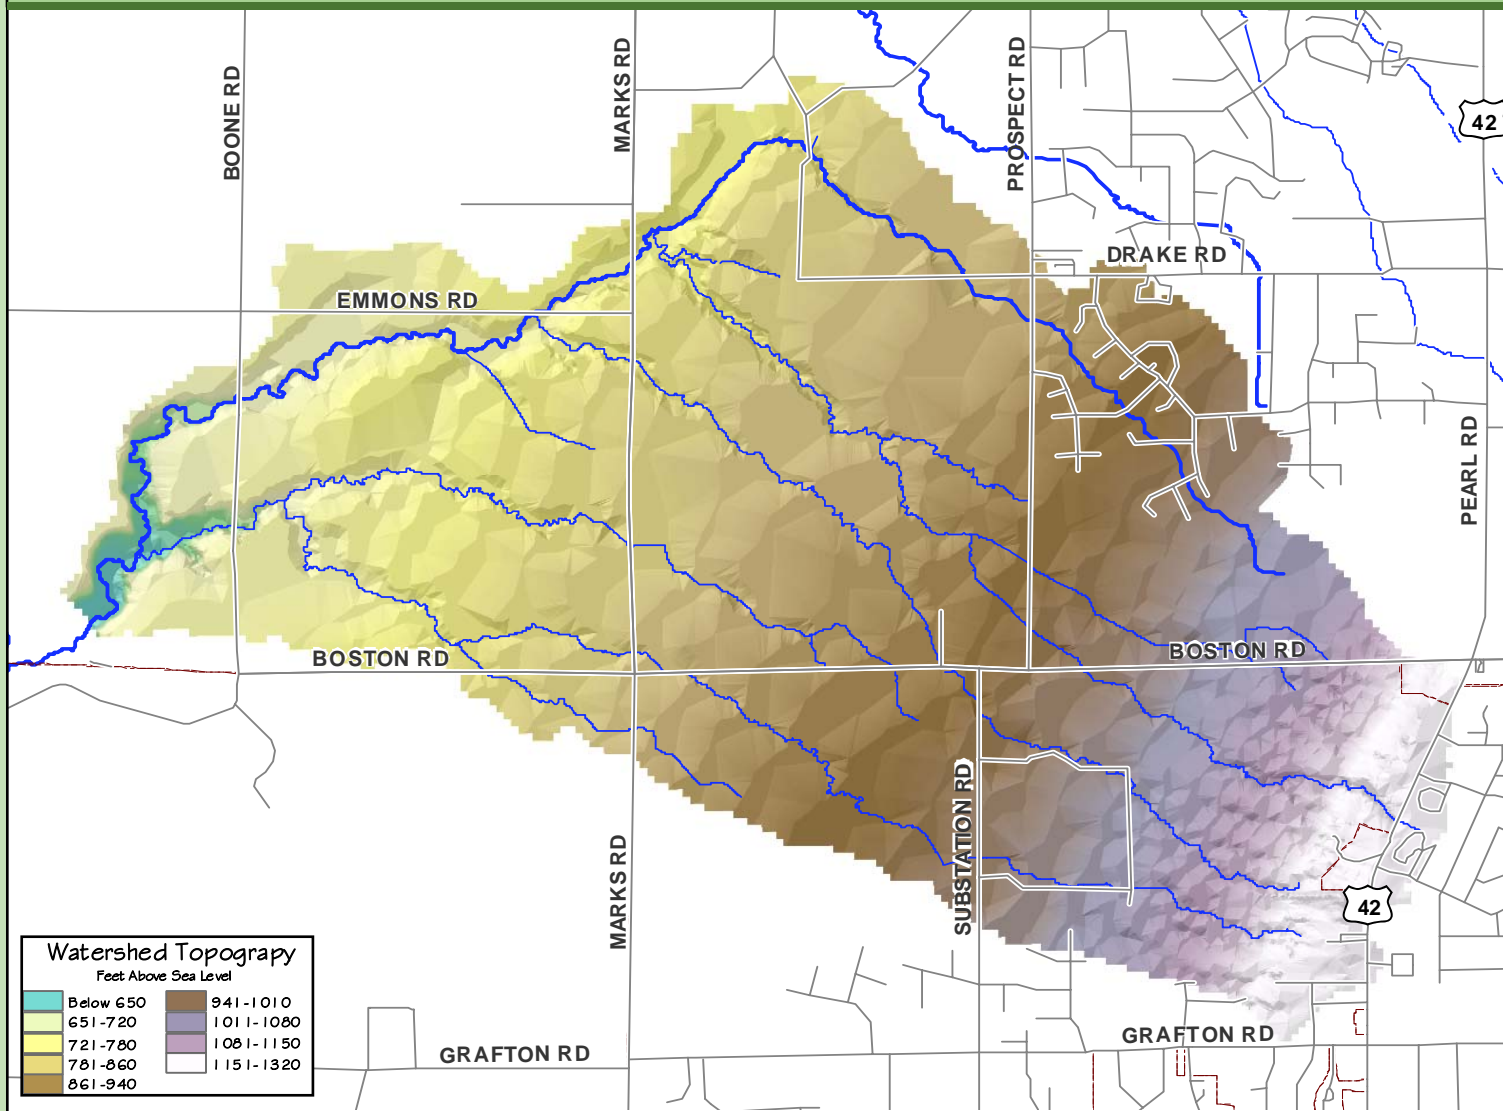 BOONE RD
MARKS RD
PROSPECT RD
42
DRAKE RD
EMMONS RD
PEARL RD
BOSTON RD
BOSTON RD
SUBSTATION RD
MARKS RD
42
GRAFTON RD
GRAFTON RD
Watershed Topograpy
Feet Above Sea Level
Below 650
651-720
721-780
781-860
861-940
941-1010
1011-1080
1081-1150
1151-1320